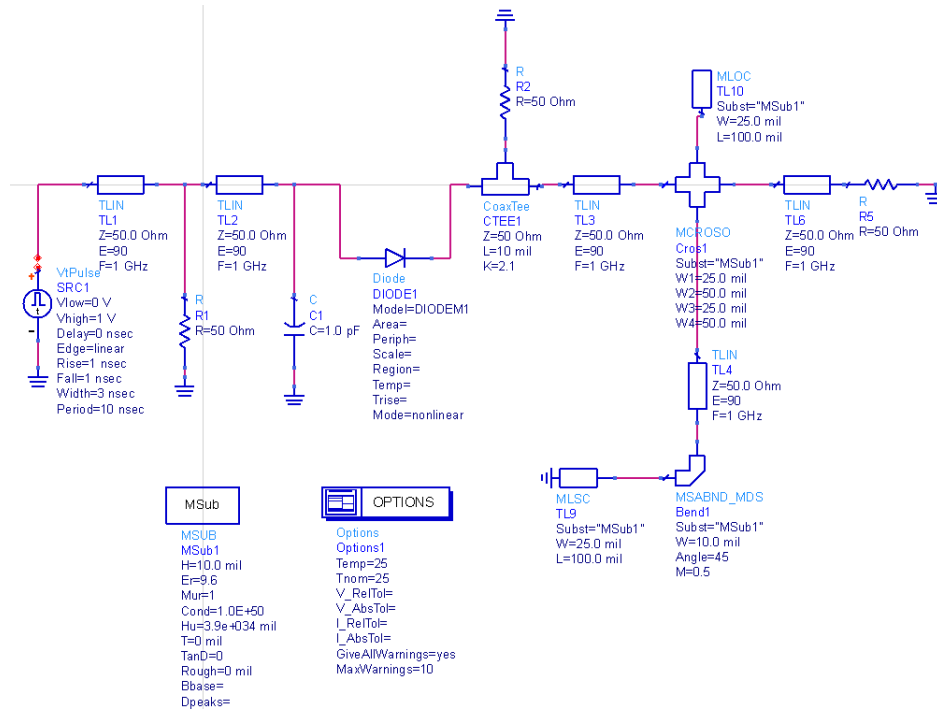 R
R2
R=50 Ohm
MLOC
TL10
Subst="MSub1"
W=25.0 mil
L=100.0 mil
TLIN
TL1
Z=50.0 Ohm
E=90
F=1 GHz
TLIN
TL2
Z=50.0 Ohm
E=90
F=1 GHz
CoaxTee
CTEE1
Z=50 Ohm
L=10 mil
K=2.1
TLIN
TL3
Z=50.0 Ohm
E=90
F=1 GHz
MCROSO
Cros1
Subst="MSub1"
W1=25.0 mil
W2=50.0 mil
W3=25.0 mil
W4=50.0 mil
TLIN
TL6
Z=50.0 Ohm
E=90
F=1 GHz
R
R5
R=50 Ohm
+
-
VtPulse
SRC1
Vlow=0 V
Vhigh=1 V
Delay=0 nsec
Edge=linear
Rise=1 nsec
Fall=1 nsec
Width=3 nsec
Period=10 nsec
R
R1
R=50 Ohm
C
C1
C=1.0 pF
Diode
DIODE1
Model=DIODEM1
Area=
Periph=
Scale=
Region=
Temp=
Trise=
Mode=nonlinear
TLIN
TL4
Z=50.0 Ohm
E=90
F=1 GHz
MLSC
TL9
Subst="MSub1"
W=25.0 mil
L=100.0 mil
MSABND_MDS
Bend1
Subst="MSub1"
W=10.0 mil
Angle=45
M=0.5
MSub
MSUB
MSub1
H=10.0 mil
Er=9.6
Mur=1
Cond=1.0E+50
Hu=3.9e+034 mil
T=0 mil
TanD=0
Rough=0 mil
Bbase=
Dpeaks=
OPTIONS
Options
Options1
Temp=25
Tnom=25
V_RelTol=
V_AbsTol=
I_RelTol=
I_AbsTol=
GiveAllWarnings=yes
MaxWarnings=10